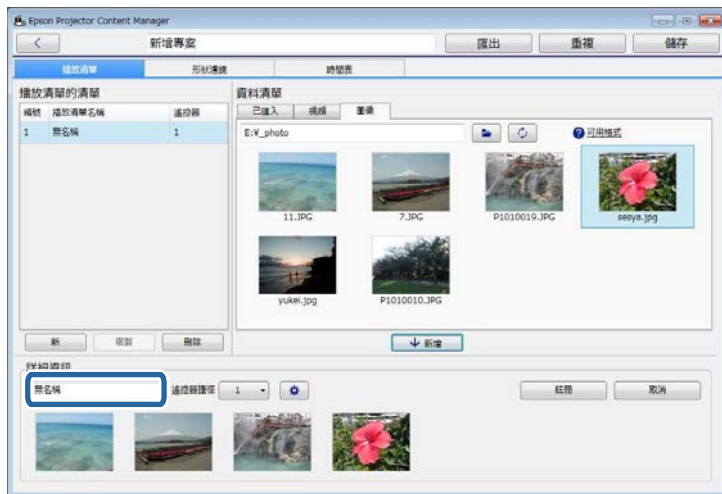 Epson Projector Content Manager
新增專案 匯出 重複 儲存
播放清單 形狀濾鏡 時間表
播放清單的清單
編號 播放清單名稱 遙控器
1 無名稱 1
資料清單
已匯入 視頻 圖像
E:¥_photo
可用格式
11.JPG 7.JPG P1010019.JPG sesya.jpg
yukei.jpg P1010010.JPG
新 複製 刪除
新增
詳細資訊
無名稱 遙控器捷徑 1 註冊 取消